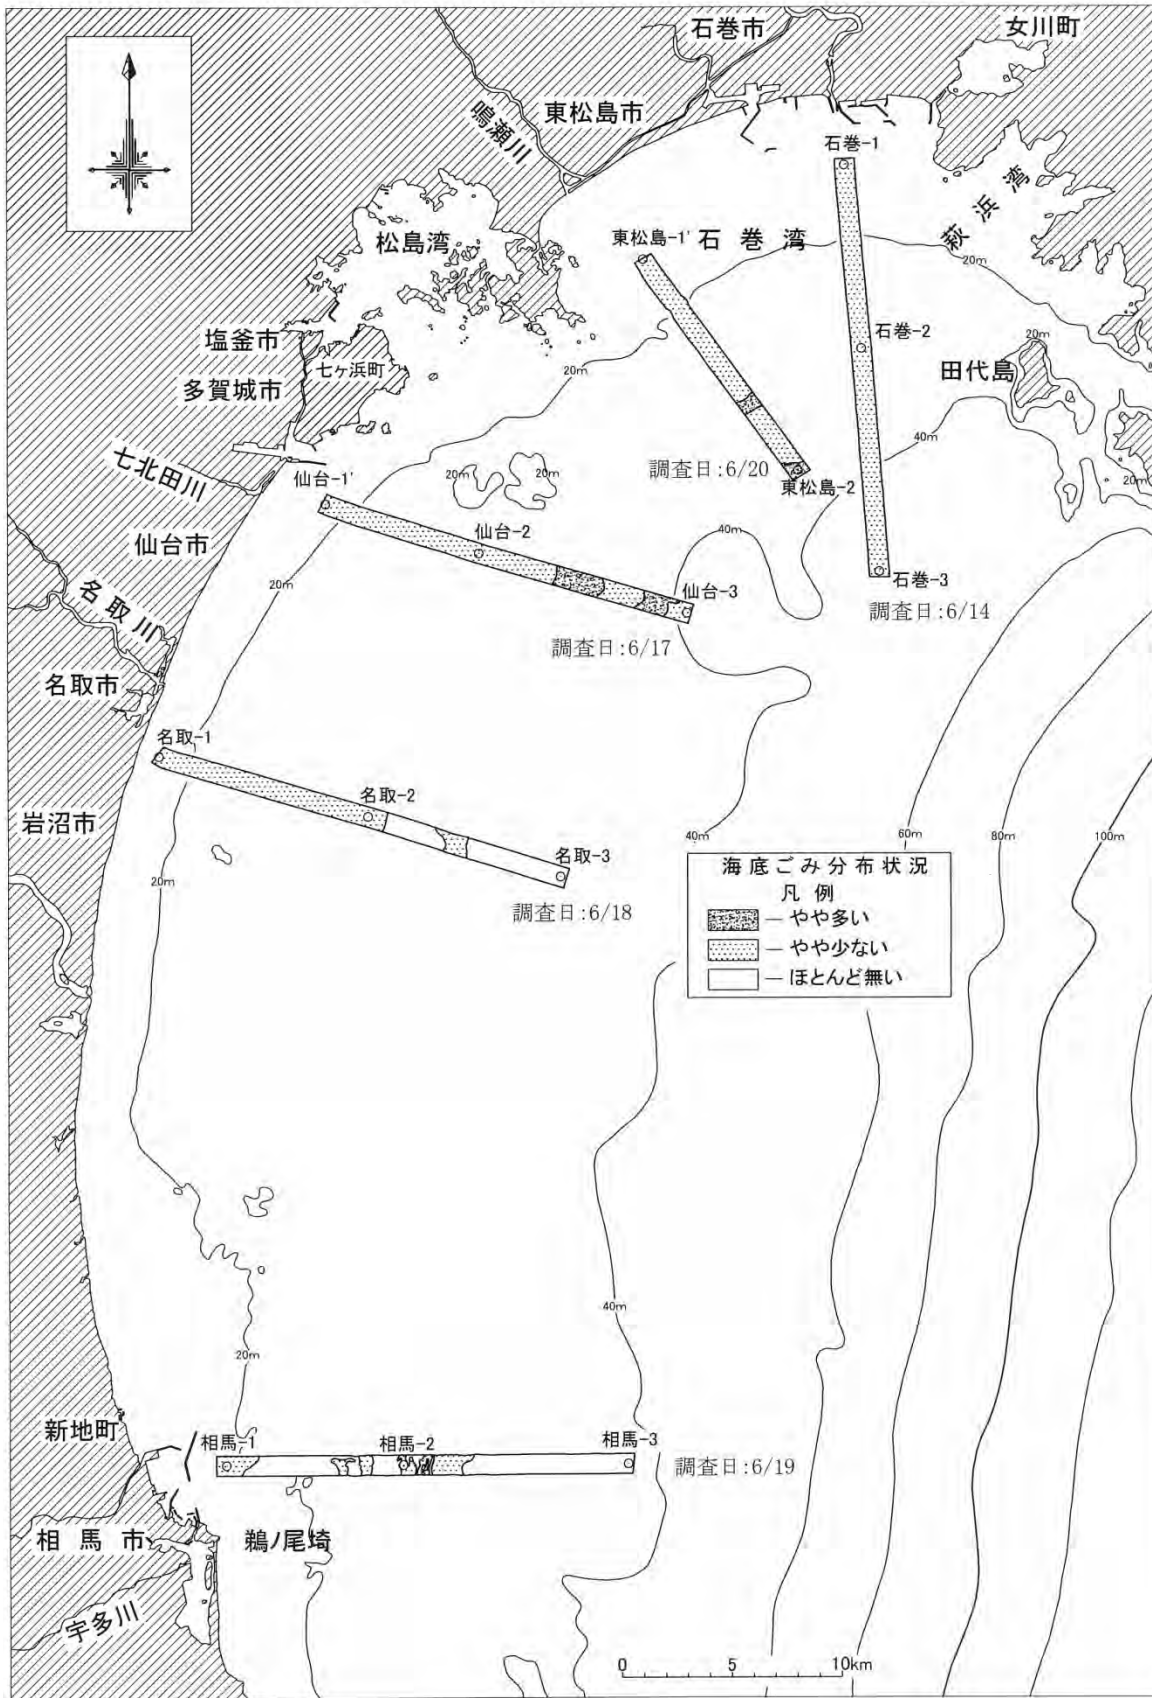 石巻市
女川町
東松島市
鳴瀬川
石巻-1
萩浜湾
松島湾
東松島-1'
石巻湾
20m
塩釜市
七ヶ浜町
多賀城市
20m
石巻-2
20m
田代島
40m
七北田川
仙台-1'
20m
20m
調査日:6/20
東松島-2
20m
仙台市
仙台-2
40m
20m
石巻-3
仙台-3
調査日:6/14
名取川
調査日:6/17
名取市
名取-1
名取-2
岩沼市
40m
60m
80m
100m
名取-3
20m
調査日:6/18
海底ごみ分布状況
凡例
― やや多い
― やや少ない
― ほとんど無い
40m
20m
新地町
相馬-1
相馬-2
相馬-3
調査日:6/19
相馬市
鵜ノ尾埼
宇多川
0 5 10km